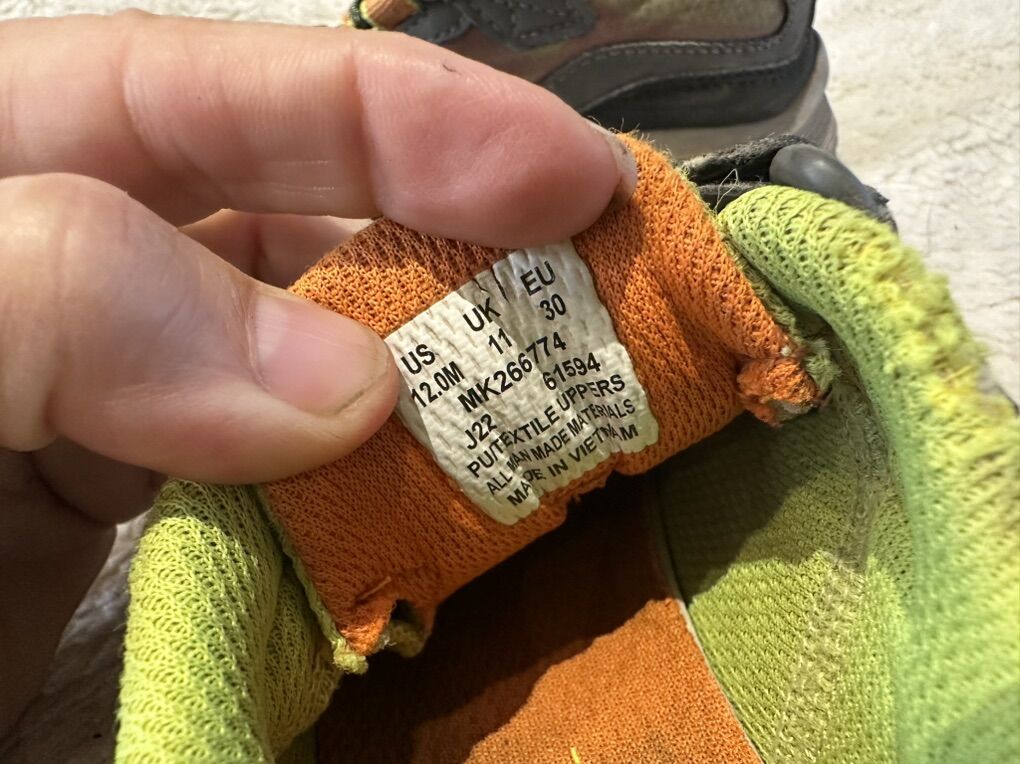 US UK EU
12.0M 11 30
MK266774
J22 61594
PU/TEXTILE UPPERS
ALL MAN MADE MATERIALS
MADE IN VIETNAM